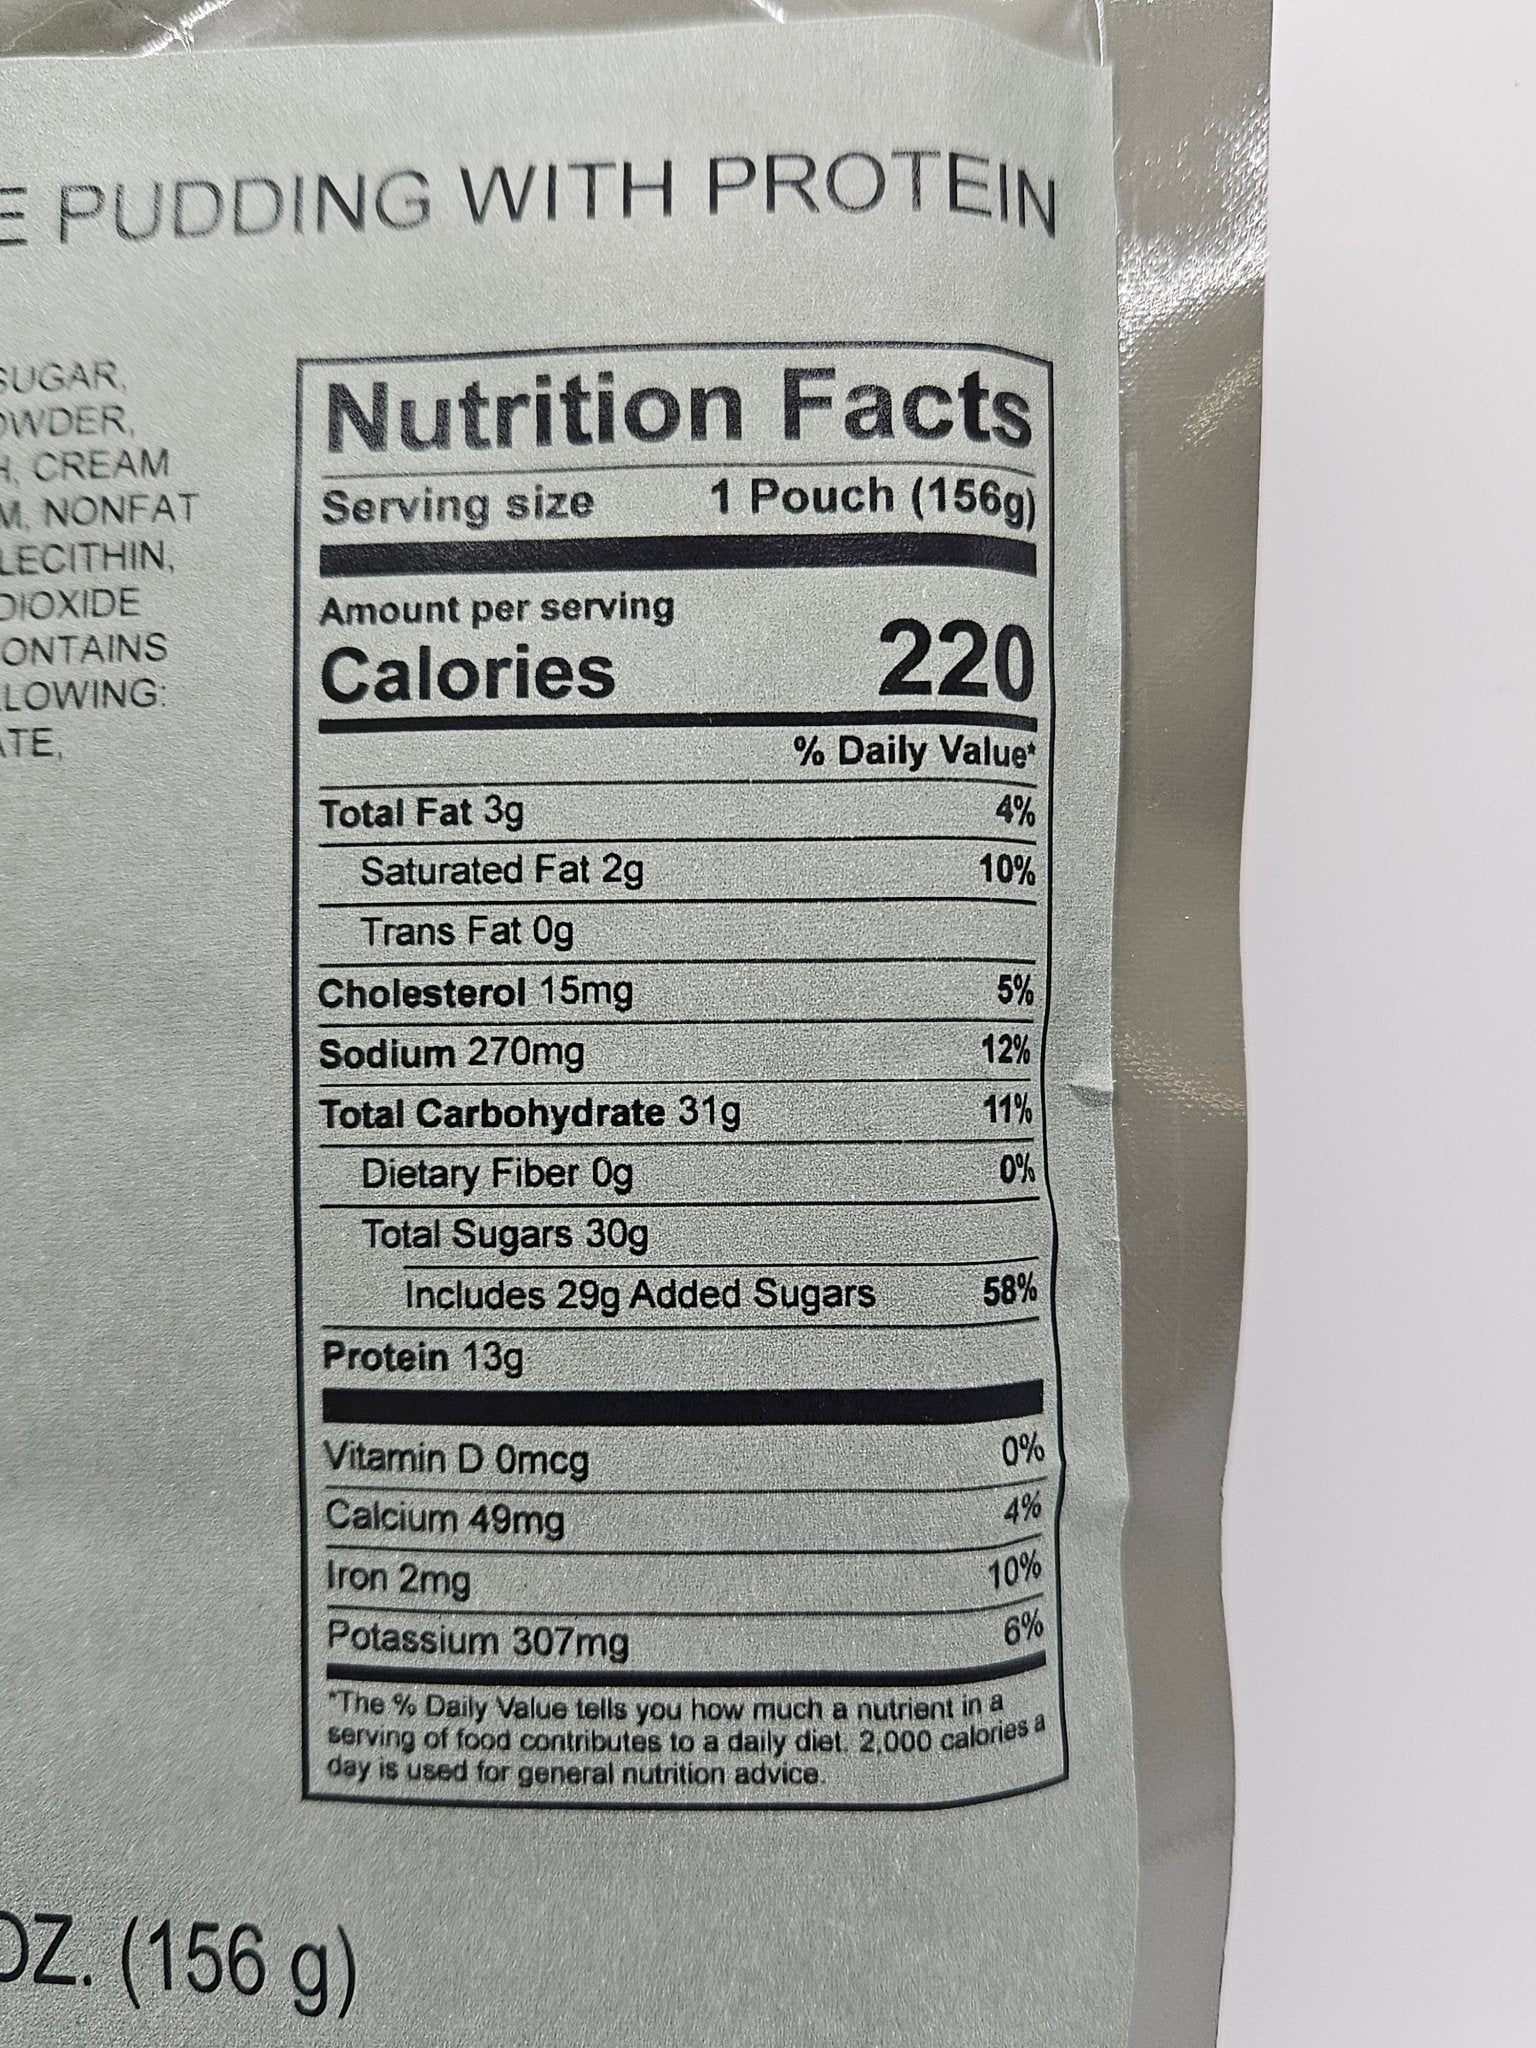 E PUDDING WITH PROTEIN
SUGAR,
OWDER,
H, CREAM
M, NONFAT
LECITHIN,
DIOXIDE
ONTAINS
LLOWING:
ATE,
Nutrition Facts
Serving size 1 Pouch (156g)
Amount per serving
Calories 220
% Daily Value*
Total Fat 3g 4%
Saturated Fat 2g 10%
Trans Fat 0g
Cholesterol 15mg 5%
Sodium 270mg 12%
Total Carbohydrate 31g 11%
Dietary Fiber 0g 0%
Total Sugars 30g
Includes 29g Added Sugars 58%
Protein 13g
Vitamin D 0mcg 0%
Calcium 49mg 4%
Iron 2mg 10%
Potassium 307mg 6%
*The % Daily Value tells you how much a nutrient in a
serving of food contributes to a daily diet. 2,000 calories a
day is used for general nutrition advice.
OZ. (156 g)